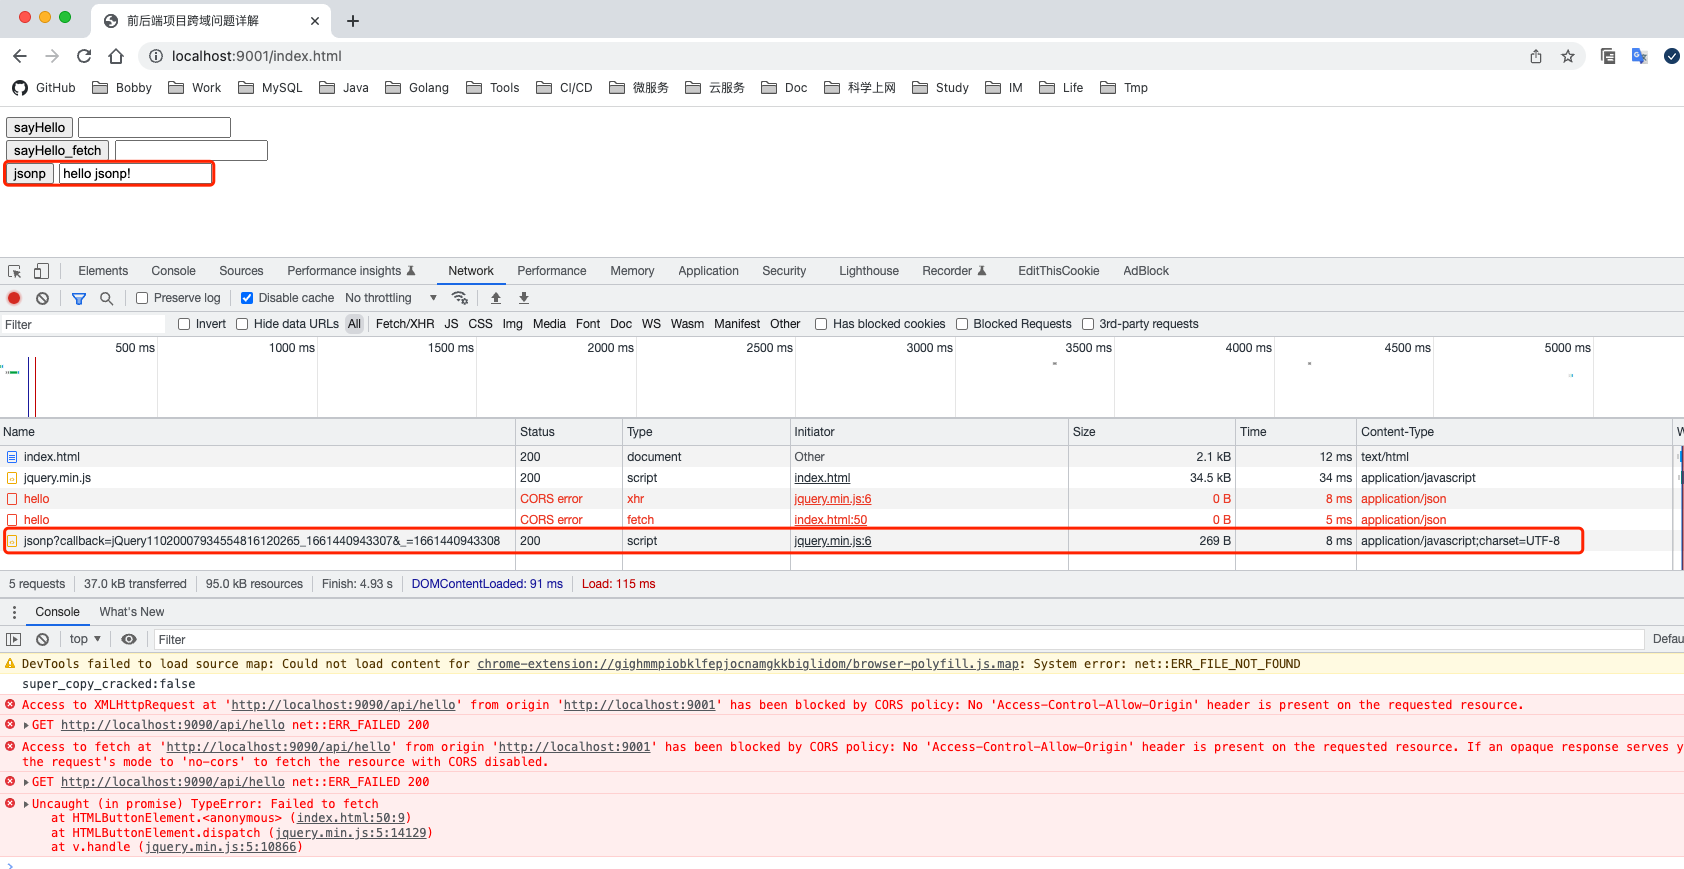 前后端项目跨域问题详解
localhost:9001/index.html
GitHub Bobby Work MySQL Java Golang Tools CI/CD 微服务 云服务 Doc 科学上网 Study IM Life Tmp
sayHello
sayHello_fetch
jsonp hello jsonp!
Elements Console Sources Performance insights Network Performance Memory Application Security Lighthouse Recorder EditThisCookie AdBlock
Preserve log Disable cache No throttling
Filter Invert Hide data URLs All Fetch/XHR JS CSS Img Media Font Doc WS Wasm Manifest Other Has blocked cookies Blocked Requests 3rd-party requests
500 ms 1000 ms 1500 ms 2000 ms 2500 ms 3000 ms 3500 ms 4000 ms 4500 ms 5000 ms
Name Status Type Initiator Size Time Content-Type W
index.html 200 document Other 2.1 kB 12 ms text/html
jquery.min.js 200 script index.html 34.5 kB 34 ms application/javascript
hello CORS error xhr jquery.min.js:6 0 B 8 ms application/json
hello CORS error fetch index.html:50 0 B 5 ms application/json
jsonp?callback=jQuery11020007934554816120265_1661440943307&_=1661440943308 200 script jquery.min.js:6 269 B 8 ms application/javascript;charset=UTF-8
5 requests 37.0 kB transferred 95.0 kB resources Finish: 4.93 s DOMContentLoaded: 91 ms Load: 115 ms
Console What's New
top Filter Defau
DevTools failed to load source map: Could not load content for chrome-extension://gighmmpiobklfepjocnamgkkbiglidom/browser-polyfill.js.map: System error: net::ERR_FILE_NOT_FOUND
super_copy_cracked:false
Access to XMLHttpRequest at 'http://localhost:9090/api/hello' from origin 'http://localhost:9001' has been blocked by CORS policy: No 'Access-Control-Allow-Origin' header is present on the requested resource.
GET http://localhost:9090/api/hello net::ERR_FAILED 200
Access to fetch at 'http://localhost:9090/api/hello' from origin 'http://localhost:9001' has been blocked by CORS policy: No 'Access-Control-Allow-Origin' header is present on the requested resource. If an opaque response serves y
the request's mode to 'no-cors' to fetch the resource with CORS disabled.
GET http://localhost:9090/api/hello net::ERR_FAILED 200
Uncaught (in promise) TypeError: Failed to fetch
at HTMLButtonElement.<anonymous> (index.html:50:9)
at HTMLButtonElement.dispatch (jquery.min.js:5:14129)
at v.handle (jquery.min.js:5:10866)